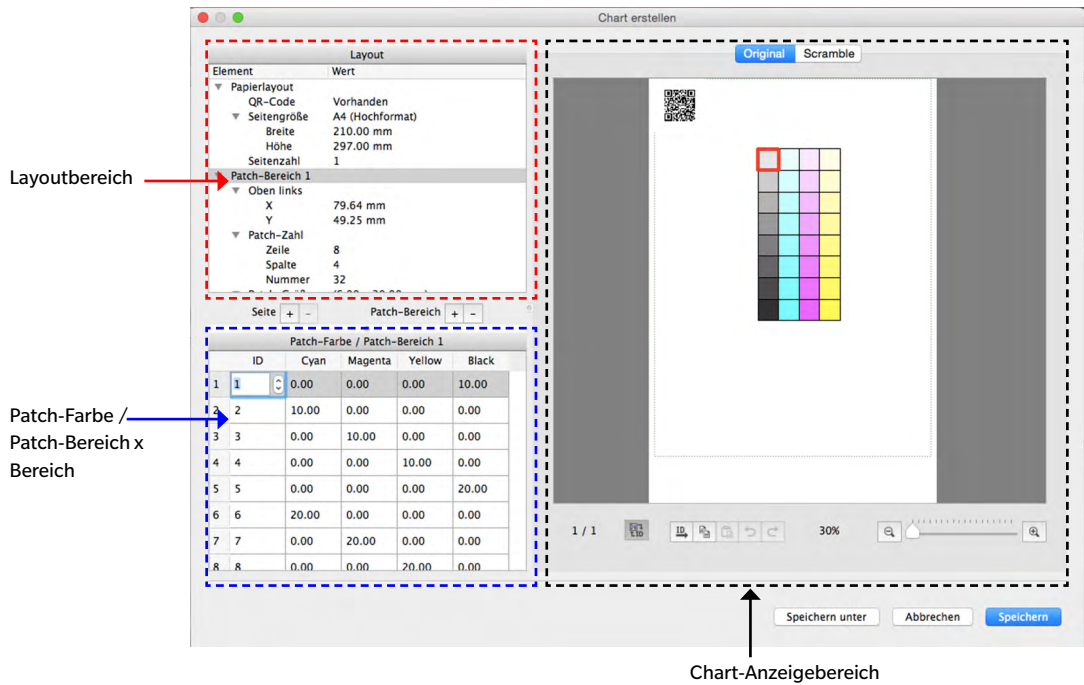 Chart erstellen
Layout
Element Wert
Papierlayout
QR-Code Vorhanden
Seitengröße A4 (Hochformat)
Breite 210.00 mm
Höhe 297.00 mm
Seitenzahl 1
Patch-Bereich 1
Oben links
X 79.64 mm
Y 49.25 mm
Patch-Zahl
Zeile 8
Spalte 4
Nummer 32
Seite + - Patch-Bereich + -
Layoutbereich
Patch-Farbe / Patch-Bereich 1
ID Cyan Magenta Yellow Black
1 1 0.00 0.00 0.00 10.00
2 2 10.00 0.00 0.00 0.00
3 3 0.00 10.00 0.00 0.00
4 4 0.00 0.00 10.00 0.00
5 5 0.00 0.00 0.00 20.00
6 6 20.00 0.00 0.00 0.00
7 7 0.00 20.00 0.00 0.00
8 8 0.00 0.00 20.00 0.00
Patch-Farbe /
Patch-Bereich x
Bereich
Original Scramble
1 / 1 ID ID 30%
Speichern unter Abbrechen Speichern
Chart-Anzeigebereich